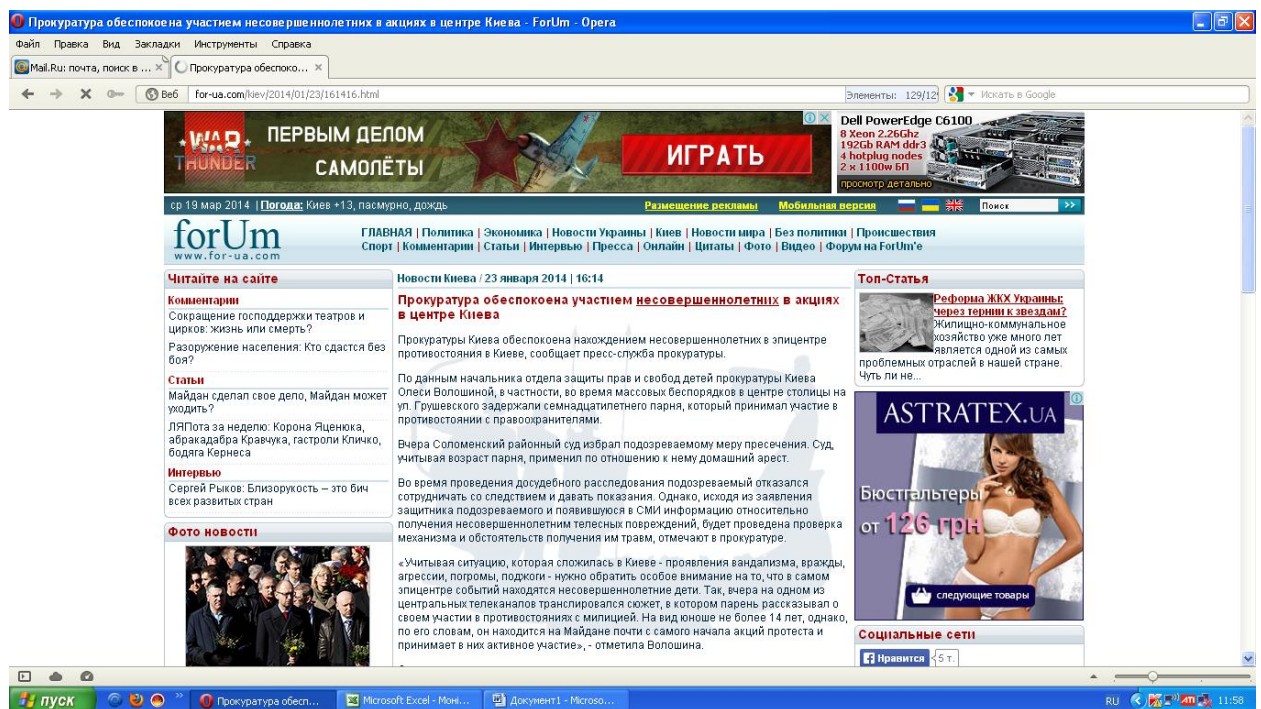 Прокуратура обеспокоена участием несовершеннолетних в акциях в центре Киева - ForUm - Opera
Файл Правка Вид Закладки Инструменты Справка
Mail.Ru: почта, поиск в ... Прокуратура обеспоко...
Веб for-ua.com/kiev/2014/01/23/161416.html Элементы: 129/12 Искать в Google
WAR THUNDER
ПЕРВЫМ ДЕЛОМ
САМОЛЁТЫ
ИГРАТЬ
Dell PowerEdge C6100
8 Xeon 2.26Ghz
192Gb RAM ddr3
4 hotplug nodes
2 x 1100w БП
просмотр детально
ср 19 мар 2014 | Погода: Киев +13, пасмурно, дождь Размещение рекламы Мобильная версия Поиск >>
forUm
www.for-ua.com
ГЛАВНАЯ | Политика | Экономика | Новости Украины | Киев | Новости мира | Без политики | Происшествия
Спорт | Комментарии | Статьи | Интервью | Пресса | Онлайн | Цитаты | Фото | Видео | Форум на ForUm'е
Читайте на сайте
Комментарии
Сокращение господдержки театров и
цирков: жизнь или смерть?
Разоружение населения: Кто сдастся без
боя?
Статьи
Майдан сделал свое дело, Майдан может
уходить?
ЛЯПота за неделю: Корона Яценюка,
абракадабра Кравчука, гастроли Кличко,
бодяга Кернеса
Интервью
Сергей Рыков: Близорукость – это бич
всех развитых стран
Фото новости
Новости Киева / 23 января 2014 | 16:14
Прокуратура обеспокоена участием несовершеннолетних в акциях
в центре Киева
Прокуратуры Киева обеспокоена нахождением несовершеннолетних в эпицентре
противостояния в Киеве, сообщает пресс-служба прокуратуры.
По данным начальника отдела защиты прав и свобод детей прокуратуры Киева
Олеси Волошиной, в частности, во время массовых беспорядков в центре столицы на
ул. Грушевского задержали семнадцатилетнего парня, который принимал участие в
противостоянии с правоохранителями.
Вчера Соломенский районный суд избрал подозреваемому меру пресечения. Суд,
учитывая возраст парня, применил по отношению к нему домашний арест.
Во время проведения досудебного расследования подозреваемый отказался
сотрудничать со следствием и давать показания. Однако, исходя из заявления
защитника подозреваемого и появившуюся в СМИ информацию относительно
получения несовершеннолетним телесных повреждений, будет проведена проверка
механизма и обстоятельств получения им травм, отмечают в прокуратуре.
«Учитывая ситуацию, которая сложилась в Киеве - проявления вандализма, вражды,
агрессии, погромы, поджоги - нужно обратить особое внимание на то, что в самом
эпицентре событий находятся несовершеннолетние дети. Так, вчера на одном из
центральных телеканалов транслировался сюжет, в котором парень рассказывал о
своем участии в противостояниях с милицией. На вид юноше не более 14 лет, однако,
по его словам, он находится на Майдане почти с самого начала акций протеста и
принимает в них активное участие», - отметила Волошина.
Топ-Статья
Реформа ЖКХ Украины:
через тернии к звездам?
Жилищно-коммунальное
хозяйство уже много лет
является одной из самых
проблемных отраслей в нашей стране.
Чуть ли не...
ASTRATEX.UA
Бюстгальтеры
от 126 грн
следующие товары
Социальные сети
Нравится 5 т.
пуск Прокуратура обесп... Microsoft Excel - Моні... Документ1 - Microso... RU 11:58